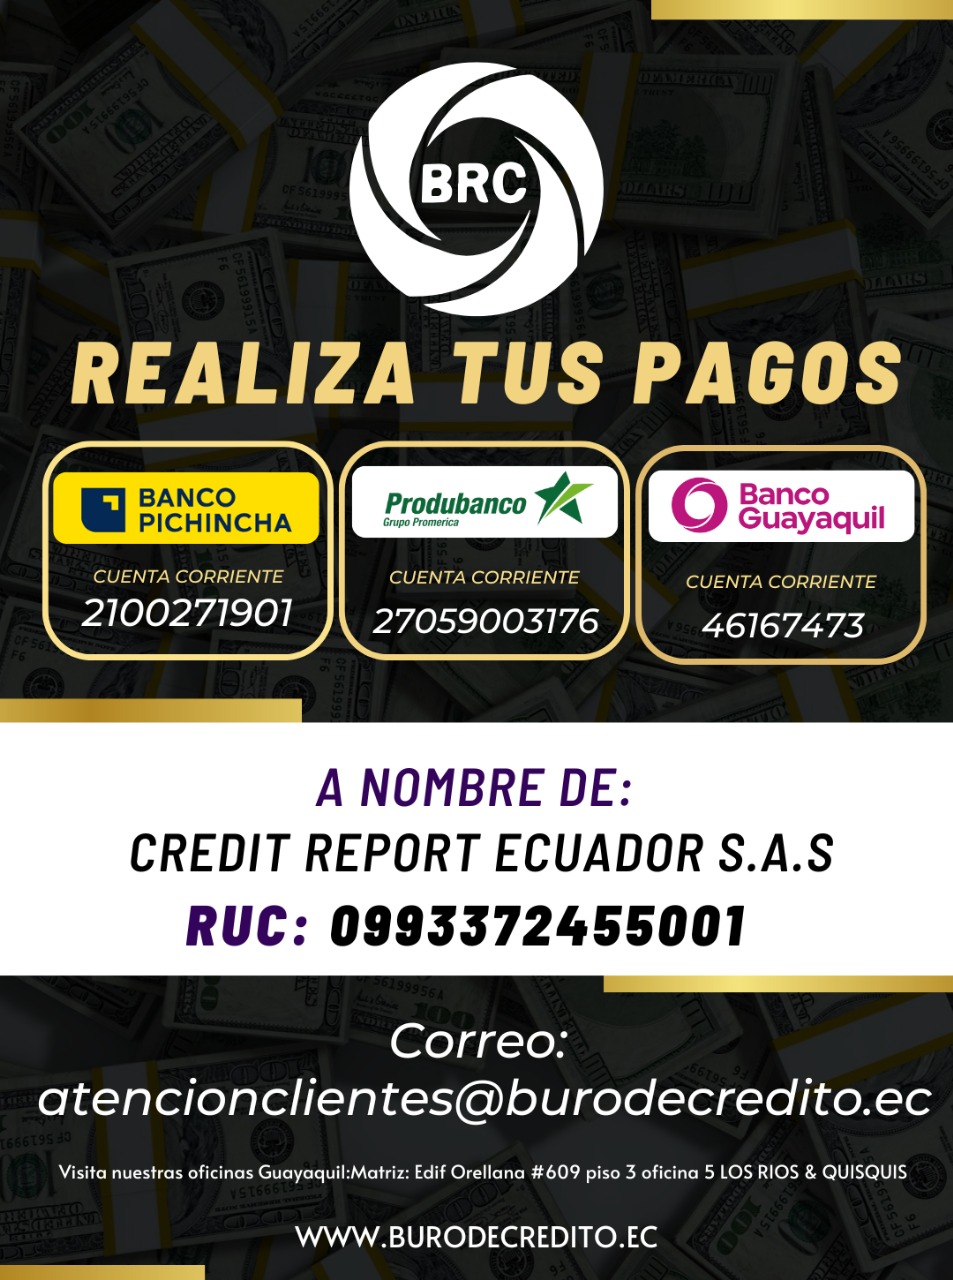 BRC
REALIZA TUS PAGOS
BANCO
PICHINCHA
CUENTA CORRIENTE
2100271901
Produbanco
Grupo Promerica
CUENTA CORRIENTE
27059003176
Banco
Guayaquil
CUENTA CORRIENTE
46167473
A NOMBRE DE:
CREDIT REPORT ECUADOR S.A.S
RUC: 0993372455001
Correo:
atencionclientes@burodecredito.ec
Visita nuestras oficinas Guayaquil:Matriz: Edif Orellana #609 piso 3 oficina 5 LOS RIOS & QUISQUIS
WWW.BURODECREDITO.EC